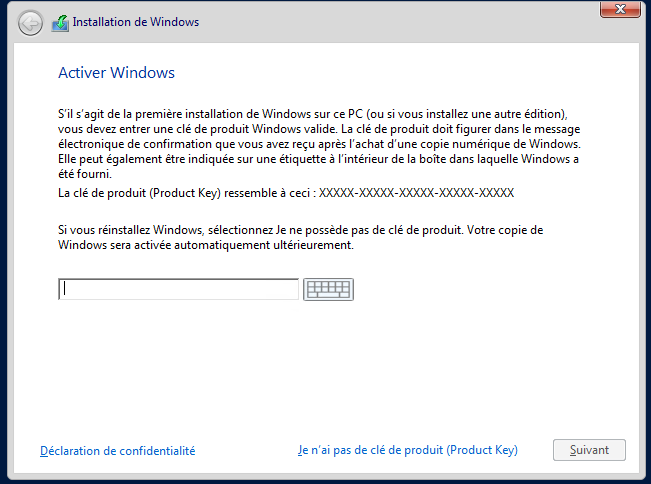 Installation de Windows
Activer Windows
S'il s'agit de la première installation de Windows sur ce PC (ou si vous installez une autre édition),
vous devez entrer une clé de produit Windows valide. La clé de produit doit figurer dans le message
électronique de confirmation que vous avez reçu après l'achat d'une copie numérique de Windows.
Elle peut également être indiquée sur une étiquette à l'intérieur de la boîte dans laquelle Windows a
été fourni.
La clé de produit (Product Key) ressemble à ceci : XXXXX-XXXXX-XXXXX-XXXXX-XXXXX
Si vous réinstallez Windows, sélectionnez Je ne possède pas de clé de produit. Votre copie de
Windows sera activée automatiquement ultérieurement.
Déclaration de confidentialité
Je n'ai pas de clé de produit (Product Key)
Suivant